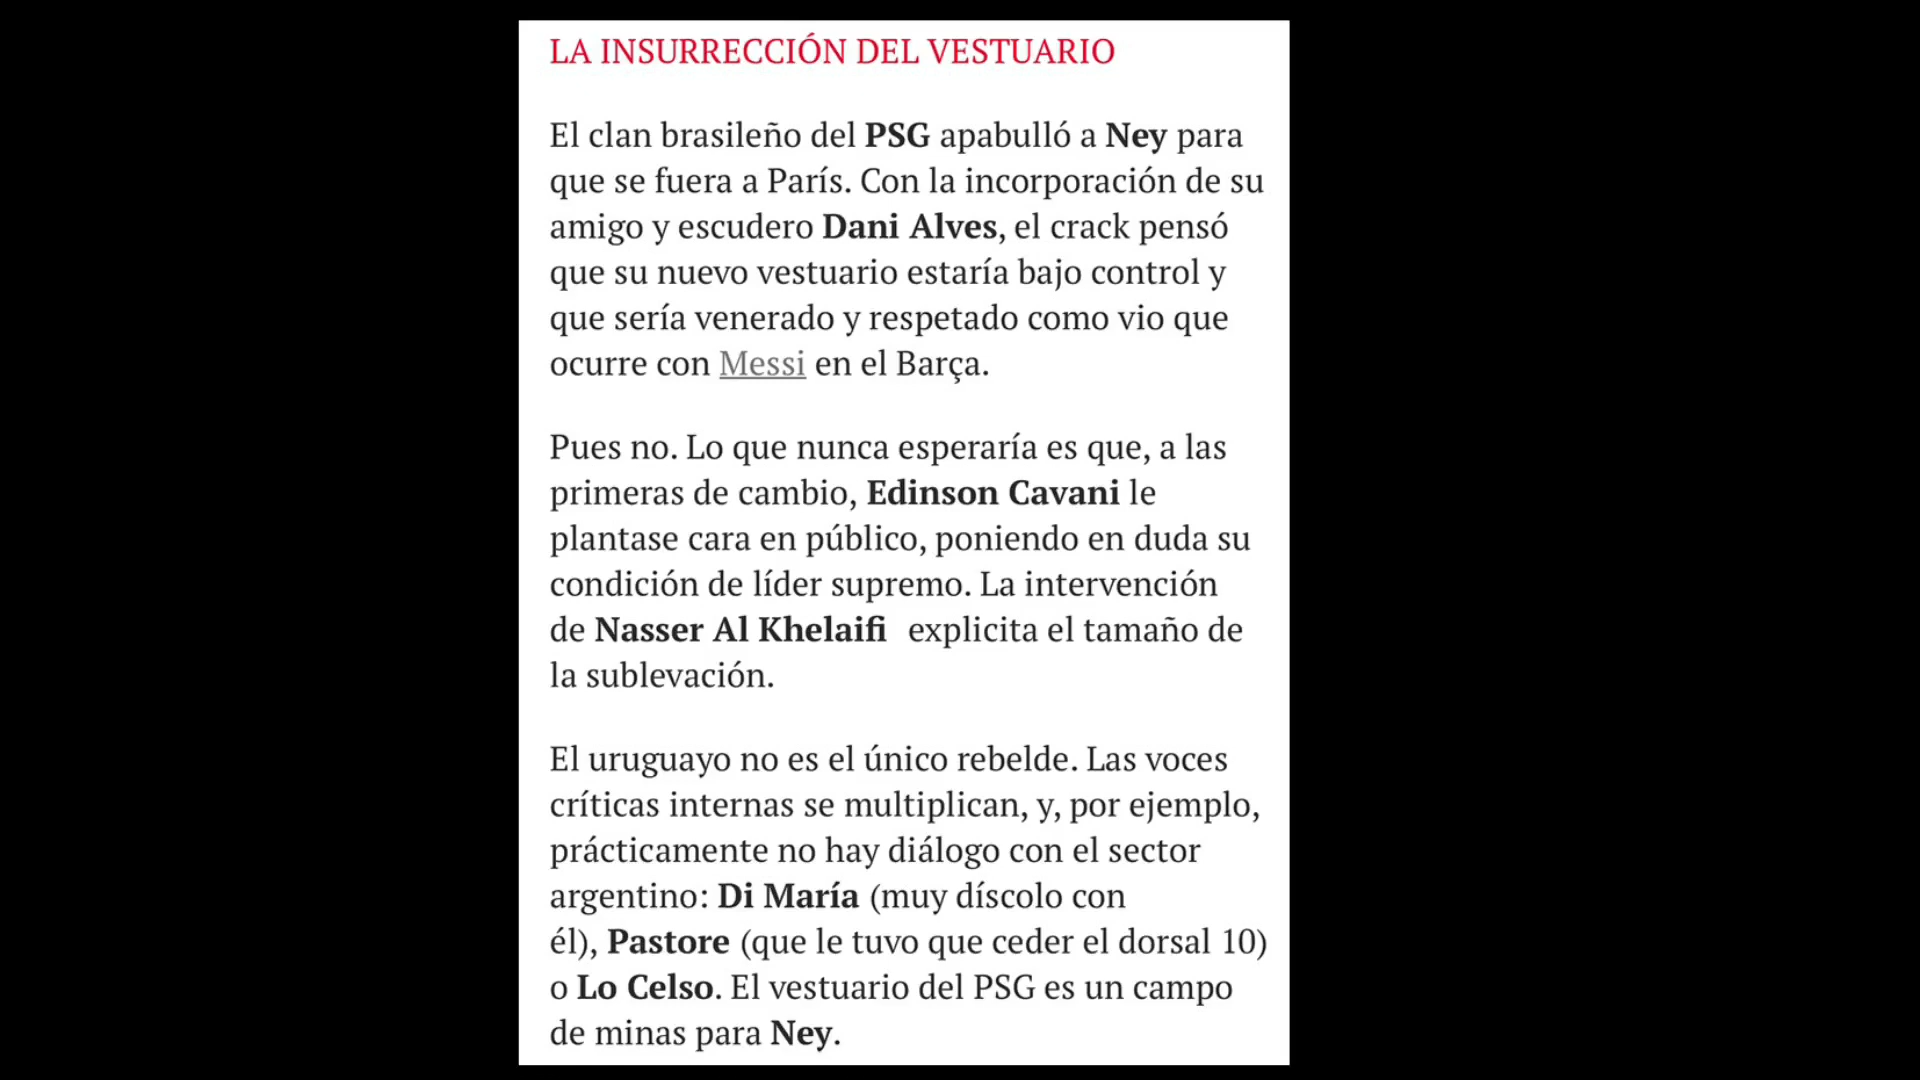 LA INSURRECCIÓN DEL VESTUARIO
El clan brasileño del PSG apabulló a Ney para
que se fuera a París. Con la incorporación de su
amigo y escudero Dani Alves, el crack pensó
que su nuevo vestuario estaría bajo control y
que sería venerado y respetado como vio que
ocurre con Messi en el Barça.
Pues no. Lo que nunca esperaría es que, a las
primeras de cambio, Edinson Cavani le
plantase cara en público, poniendo en duda su
condición de líder supremo. La intervención
de Nasser Al Khelaifi explicita el tamaño de
la sublevación.
El uruguayo no es el único rebelde. Las voces
críticas internas se multiplican, y, por ejemplo,
prácticamente no hay diálogo con el sector
argentino: Di María (muy díscolo con
él), Pastore (que le tuvo que ceder el dorsal 10)
o Lo Celso. El vestuario del PSG es un campo
de minas para Ney.